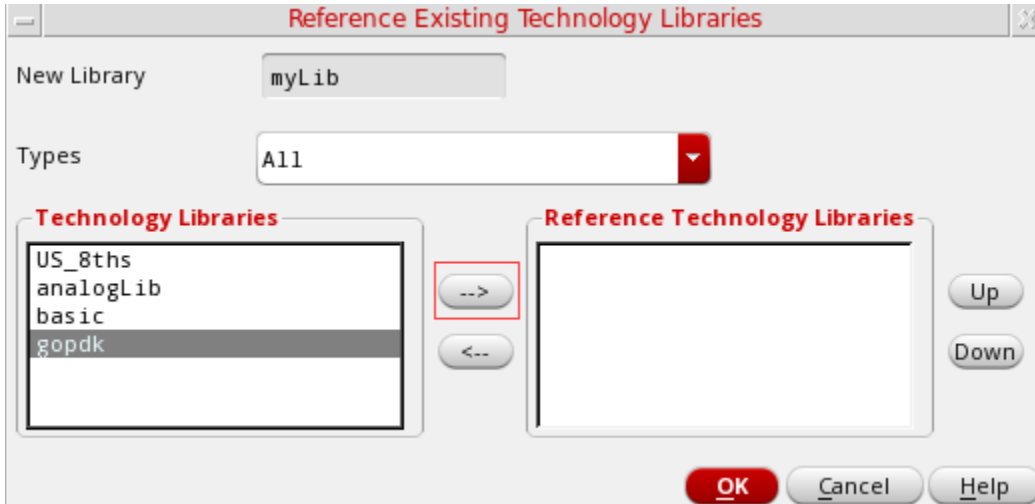 Reference Existing Technology Libraries
New Library
myLib
Types
All
Technology Libraries
US_8ths
analogLib
basic
gopdk
-->
<--
Reference Technology Libraries
Up
Down
OK
Cancel
Help